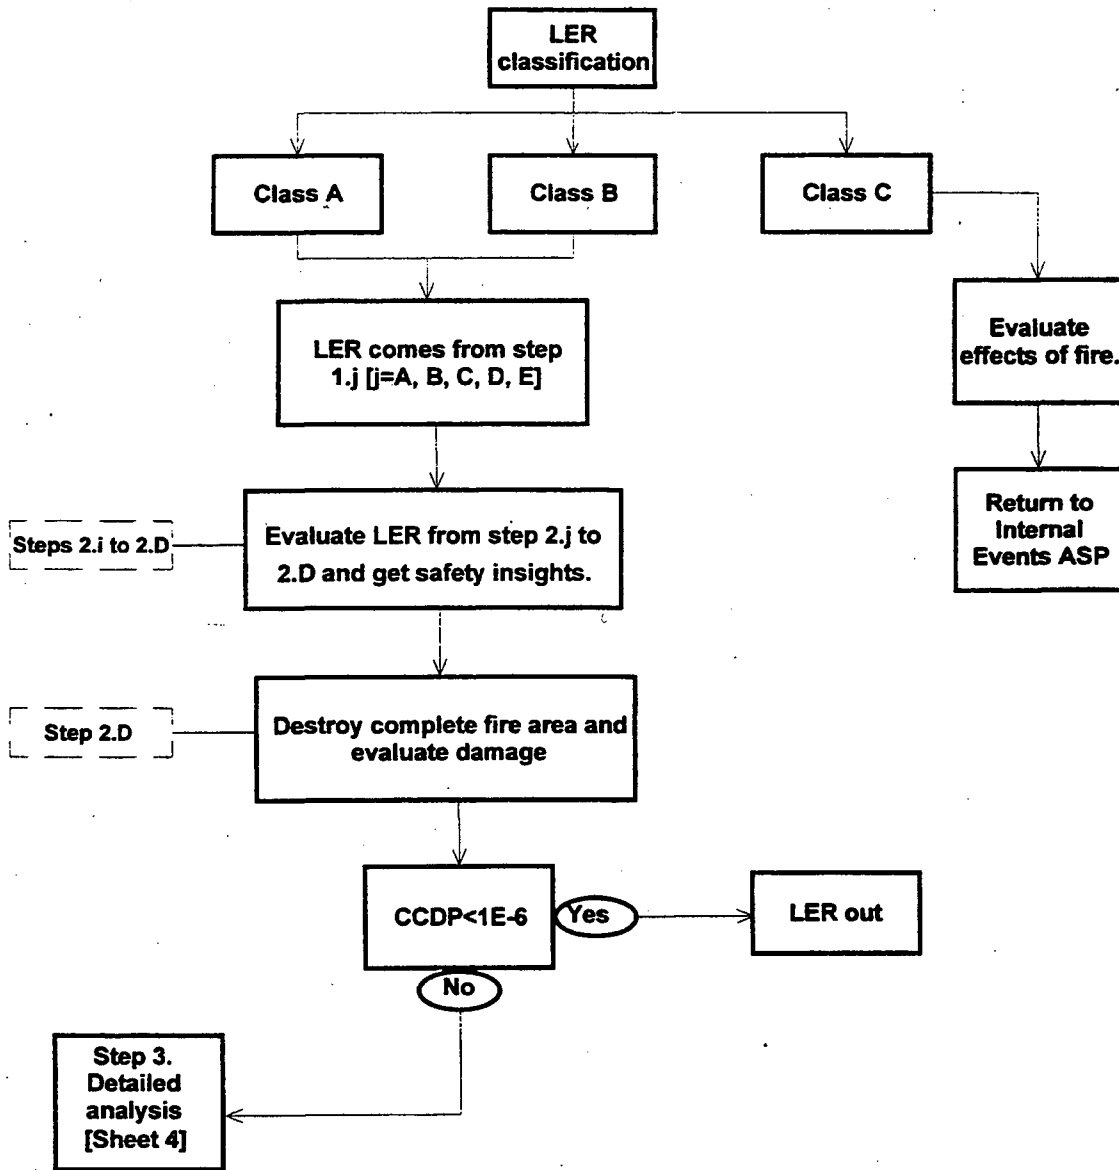 LER
classification
Class A
Class B
Class C
LER comes from step
1.j [j=A, B, C, D, E]
Evaluate
effects of fire.
Steps 2.i to 2.D
Evaluate LER from step 2.j to
2.D and get safety insights.
Return to
Internal
Events ASP
Step 2.D
Destroy complete fire area and
evaluate damage
CCDP<1E-6
Yes
LER out
No
Step 3.
Detailed
analysis
[Sheet 4]